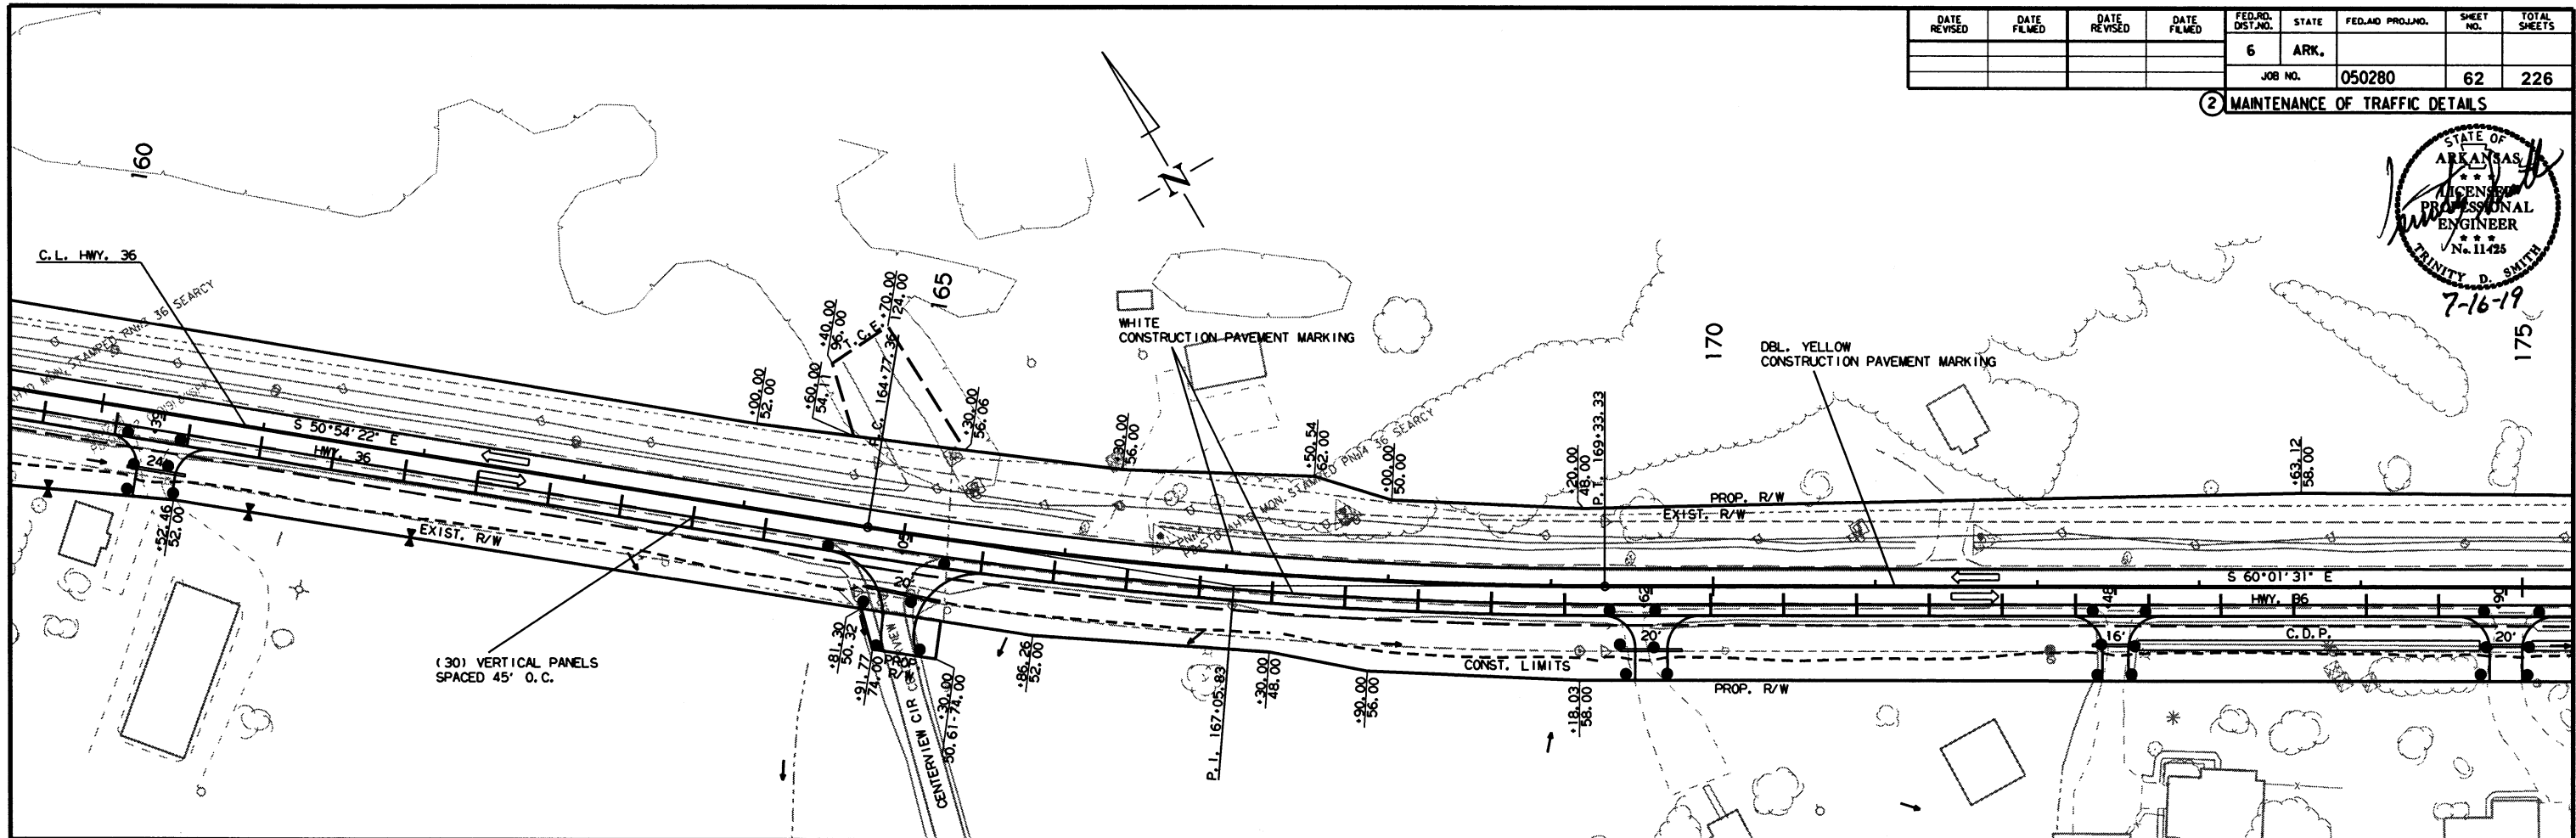 DATE REVISED
DATE FILMED
DATE REVISED
DATE FILMED
FED.RD. DIST.NO.
STATE
FED.AID PROJ.NO.
SHEET NO.
TOTAL SHEETS
6
ARK.
JOB NO.
050280
62
226
2 MAINTENANCE OF TRAFFIC DETAILS
STATE OF
ARKANSAS
LICENSED
PROFESSIONAL
ENGINEER
No. 11425
TRINITY D. SMITH
7-16-19
160
165
170
175
N
C.L. HWY. 36
WHITE
CONSTRUCTION PAVEMENT MARKING
DBL. YELLOW
CONSTRUCTION PAVEMENT MARKING
+00.00
52.00
+60.00
54.11
+40.00
96.00
T.C.E.
+70.00
124.00
P.C. 164+77.36
+30.00
56.06
+30.00
56.00
+50.54
62.00
+00.00
50.00
+20.00
48.00
P.T. 169+33.33
+63.12
58.00
S 50°54'22" E
HWY. 36
+39
24'
EXIST. R/W
PROP. R/W
EXIST. R/W
S 60°01'31" E
HWY. 36
+05
20'
+62
20'
+48
16'
C.D.P.
+90
20'
+52.46
52.00
(30) VERTICAL PANELS
SPACED 45' O.C.
+81.30
50.32
+91.77
74.00
PROP
R/W
CENTERVIEW CIR
+30.00
50.61-74.00
+86.26
52.00
P.I. 167+05.83
+30.00
48.00
+90.00
56.00
CONST. LIMITS
+18.03
58.00
PROP. R/W